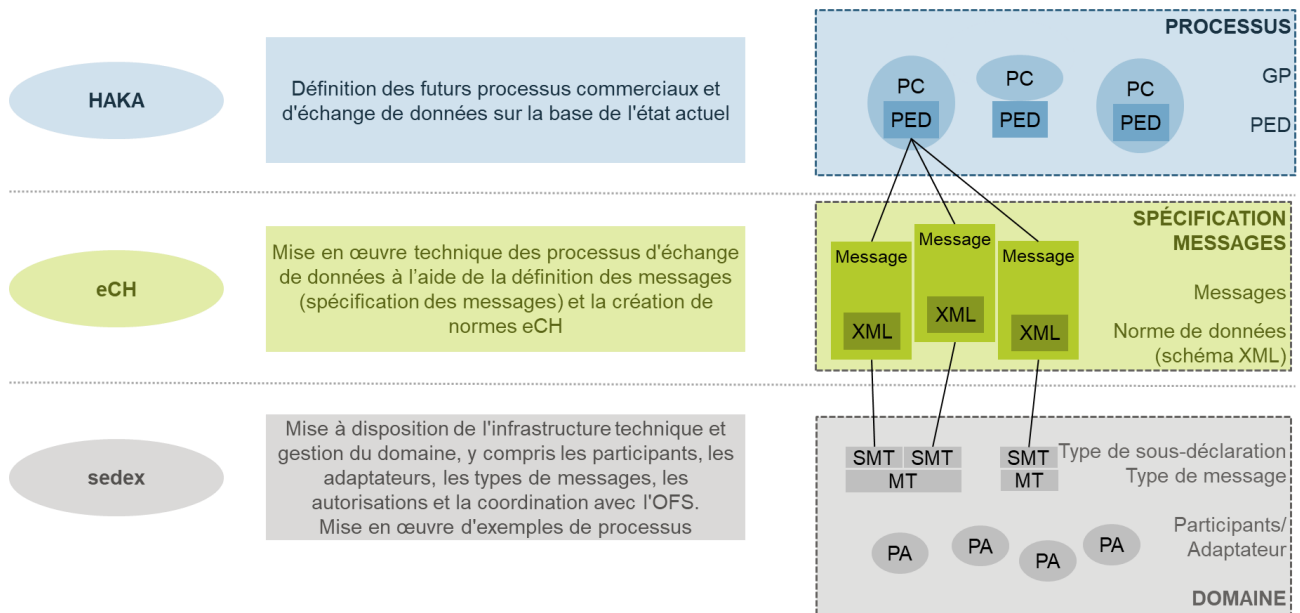 HAKA
Définition des futurs processus commerciaux et
d'échange de données sur la base de l'état actuel
PROCESSUS
PC
PC
PC
GP
PED
PED
PED
PED
eCH
Mise en œuvre technique des processus d'échange
de données à l’aide de la définition des messages
(spécification des messages) et la création de
normes eCH
SPÉCIFICATION
MESSAGES
Message
Message
Message
Messages
XML
XML
XML
Norme de données
(schéma XML)
sedex
Mise à disposition de l'infrastructure technique et
gestion du domaine, y compris les participants, les
adaptateurs, les types de messages, les
autorisations et la coordination avec l'OFS.
Mise en œuvre d'exemples de processus
SMT
SMT
SMT
Type de sous-déclaration
MT
MT
Type de message
PA
PA
PA
PA
Participants/
Adaptateur
DOMAINE